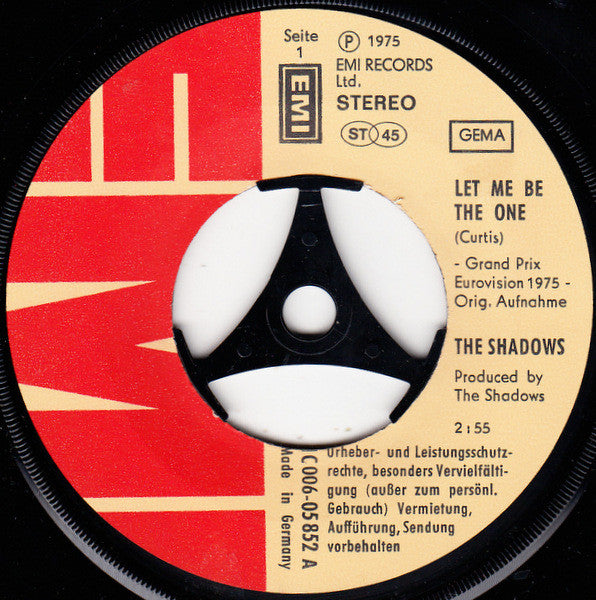 Seite
1
℗ 1975
EMI RECORDS
Ltd.
STEREO
EMI
ST 45
GEMA
LET ME BE
THE ONE
(Curtis)
- Grand Prix
Eurovision 1975 -
Orig. Aufnahme
THE SHADOWS
Produced by
The Shadows
2:55
Urheber- und Leistungsschutz-
rechte, besonders Vervielfälti-
gung (außer zum persönl.
Gebrauch) Vermietung,
Aufführung, Sendung
vorbehalten
C 006-05 852 A
Made in Germany
EMI